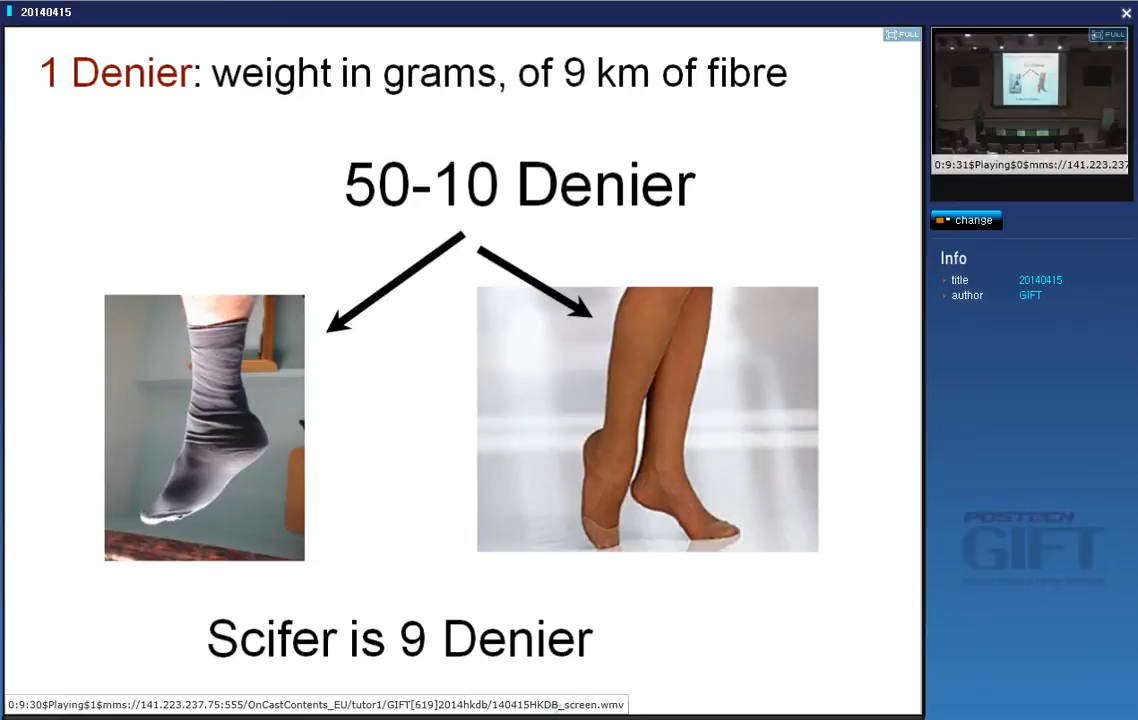 20140415
FULL
1 Denier: weight in grams, of 9 km of fibre
50-10 Denier
Scifer is 9 Denier
0:9:30$Playing$1$mms://141.223.237.75:555/OnCastContents_EU/tutor1/GIFT[619]2014hkdb/140415HKDB_screen.wmv
FULL
0:9:31$Playing$0$mms://141.223.237
change
Info
title 20140415
author GIFT
POSTECH
GIFT